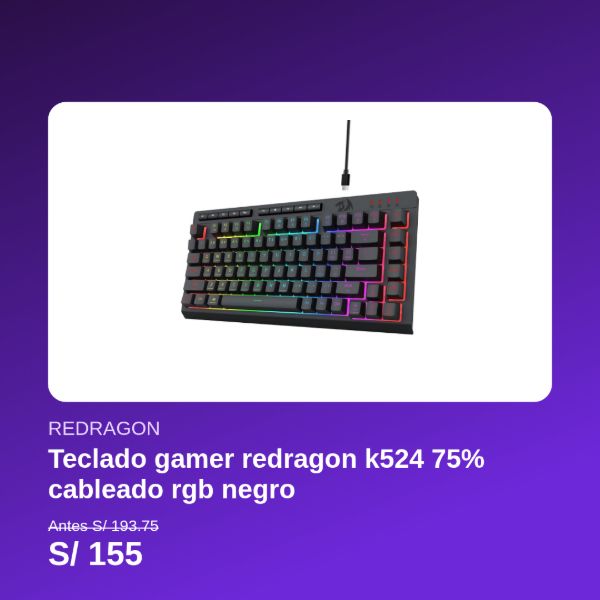 REDRAGON
Teclado gamer redragon k524 75%
cableado rgb negro
Antes S/ 193.75
S/ 155